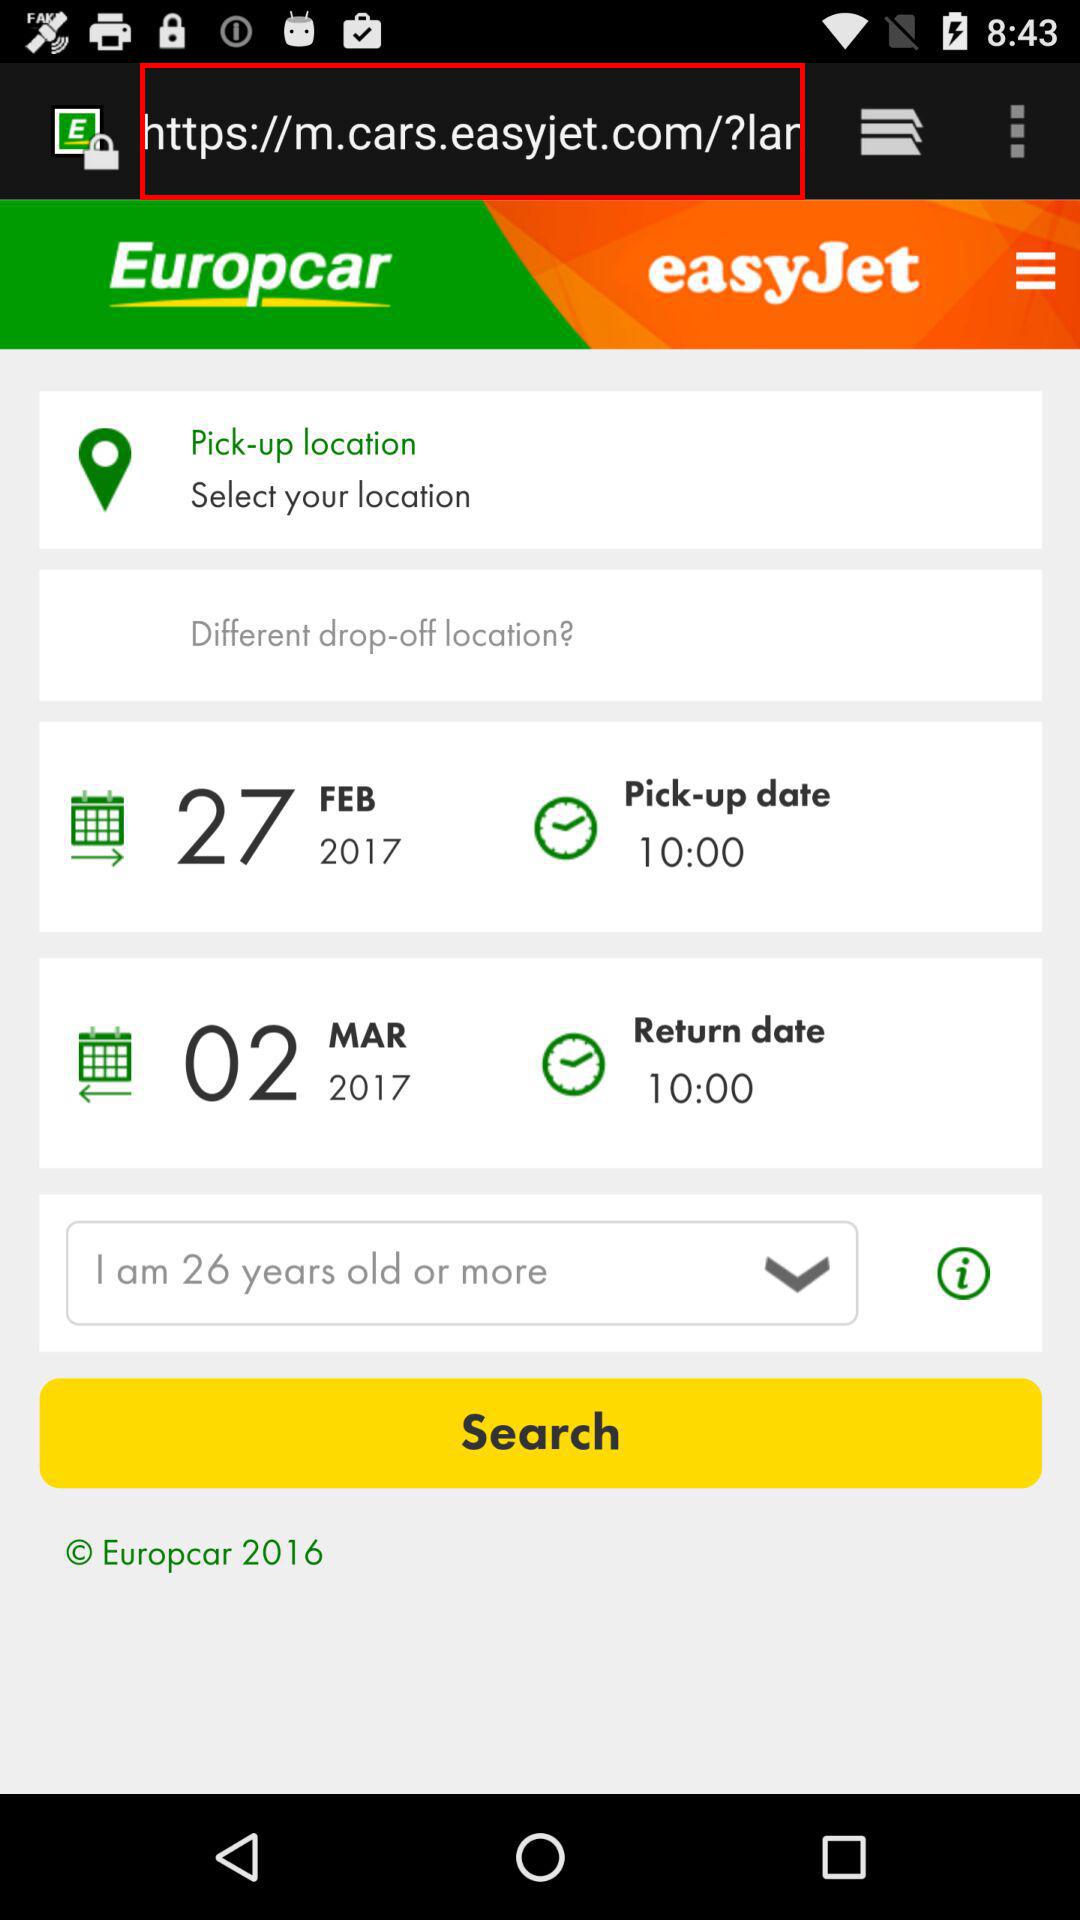 FAKE
8:43
https://m.cars.easyjet.com/?lan
Europcar
easyJet
Pick-up location
Select your location
Different drop-off location?
27 FEB 2017
Pick-up date
10:00
02 MAR 2017
Return date
10:00
I am 26 years old or more
Search
© Europcar 2016